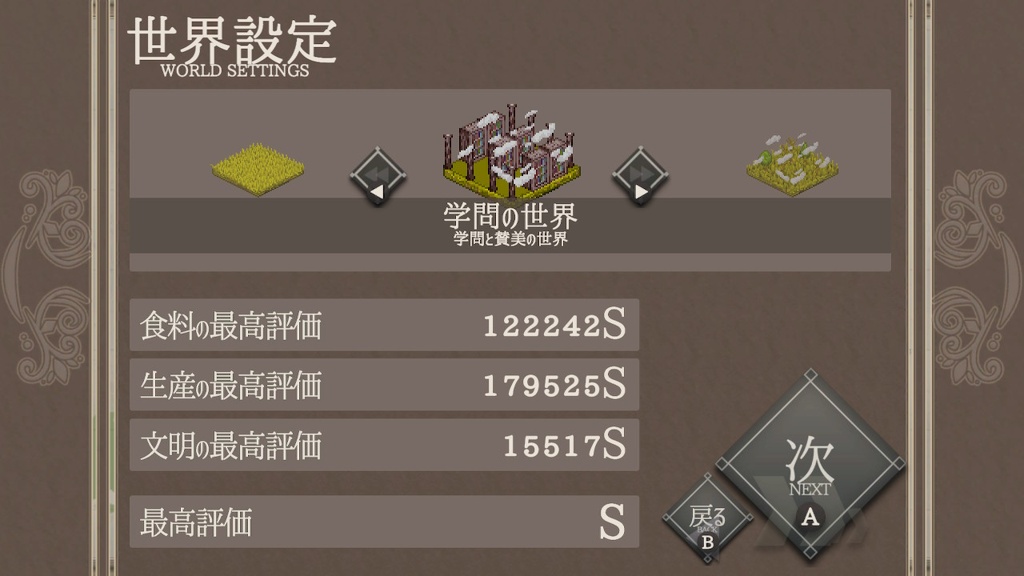 世界設定
WORLD SETTINGS
学問の世界
学問と賛美の世界
食料の最高評価 122242S
生産の最高評価 179525S
文明の最高評価 15517S
最高評価 S
次
NEXT
A
戻る
B